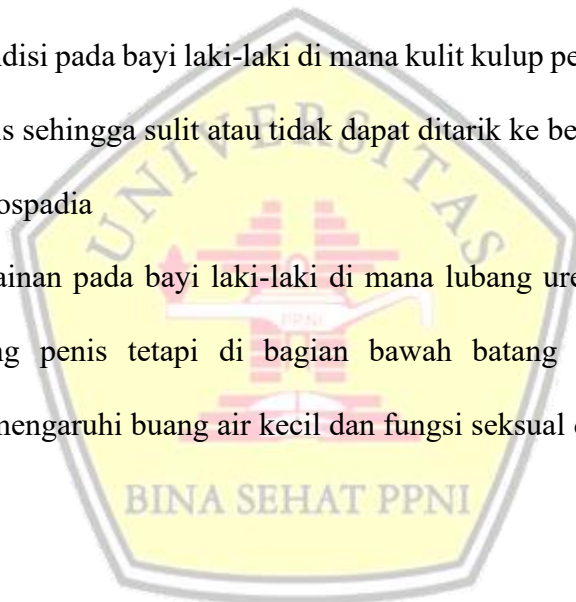 disi pada bayi laki-laki di mana kulit kulup pe
s sehingga sulit atau tidak dapat ditarik ke be
ospadia
ainan pada bayi laki-laki di mana lubang ure
ng penis tetapi di bagian bawah batang
mengaruhi buang air kecil dan fungsi seksual
UNIVERSITAS
PPNI
BINA SEHAT PPNI